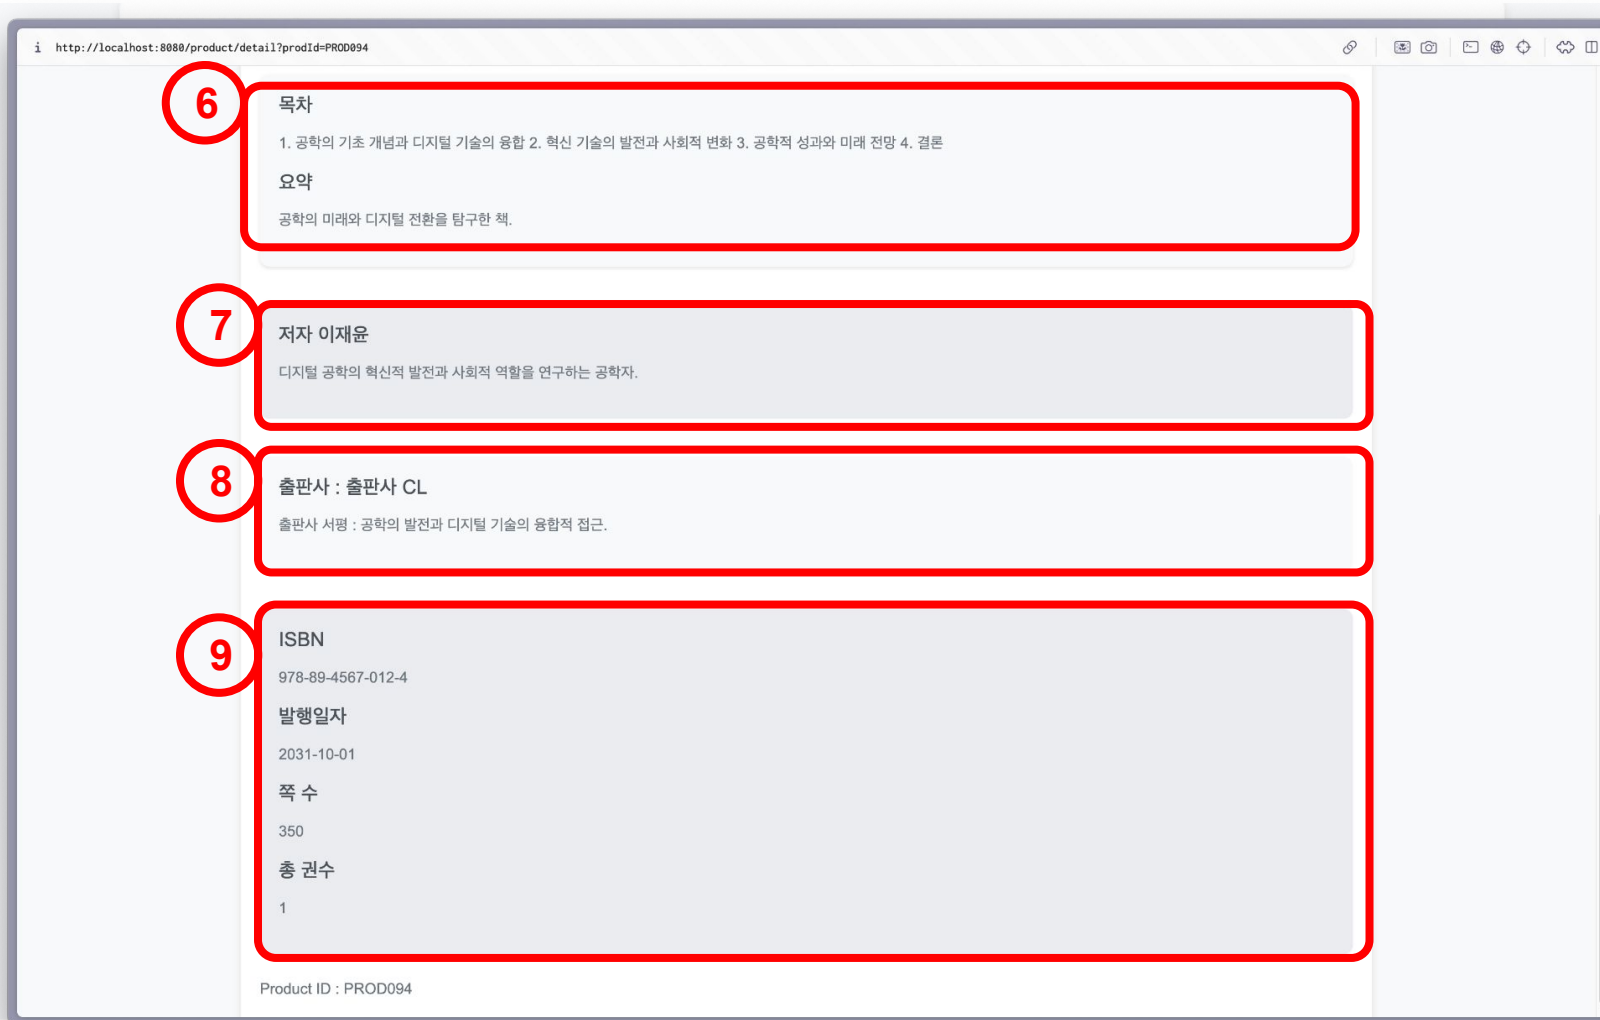 i http://localhost:8080/product/detail?prodId=PROD094
6
목차
1. 공학의 기초 개념과 디지털 기술의 융합 2. 혁신 기술의 발전과 사회적 변화 3. 공학적 성과와 미래 전망 4. 결론
요약
공학의 미래와 디지털 전환을 탐구한 책.
7
저자 이재윤
디지털 공학의 혁신적 발전과 사회적 역할을 연구하는 공학자.
8
출판사 : 출판사 CL
출판사 서평 : 공학의 발전과 디지털 기술의 융합적 접근.
9
ISBN
978-89-4567-012-4
발행일자
2031-10-01
쪽 수
350
총 권수
1
Product ID : PROD094